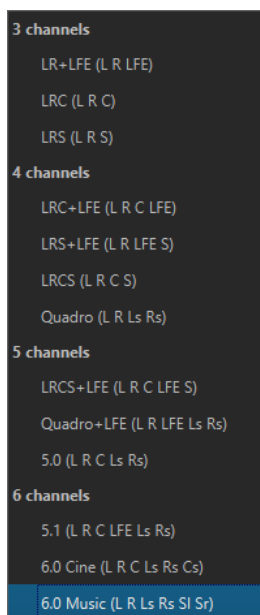 3 channels
LR+LFE (L R LFE)
LRC (L R C)
LRS (L R S)
4 channels
LRC+LFE (L R C LFE)
LRS+LFE (L R LFE S)
LRCS (L R C S)
Quadro (L R Ls Rs)
5 channels
LRCS+LFE (L R C LFE S)
Quadro+LFE (L R LFE Ls Rs)
5.0 (L R C Ls Rs)
6 channels
5.1 (L R C LFE Ls Rs)
6.0 Cine (L R C Ls Rs Cs)
6.0 Music (L R Ls Rs Sl Sr)